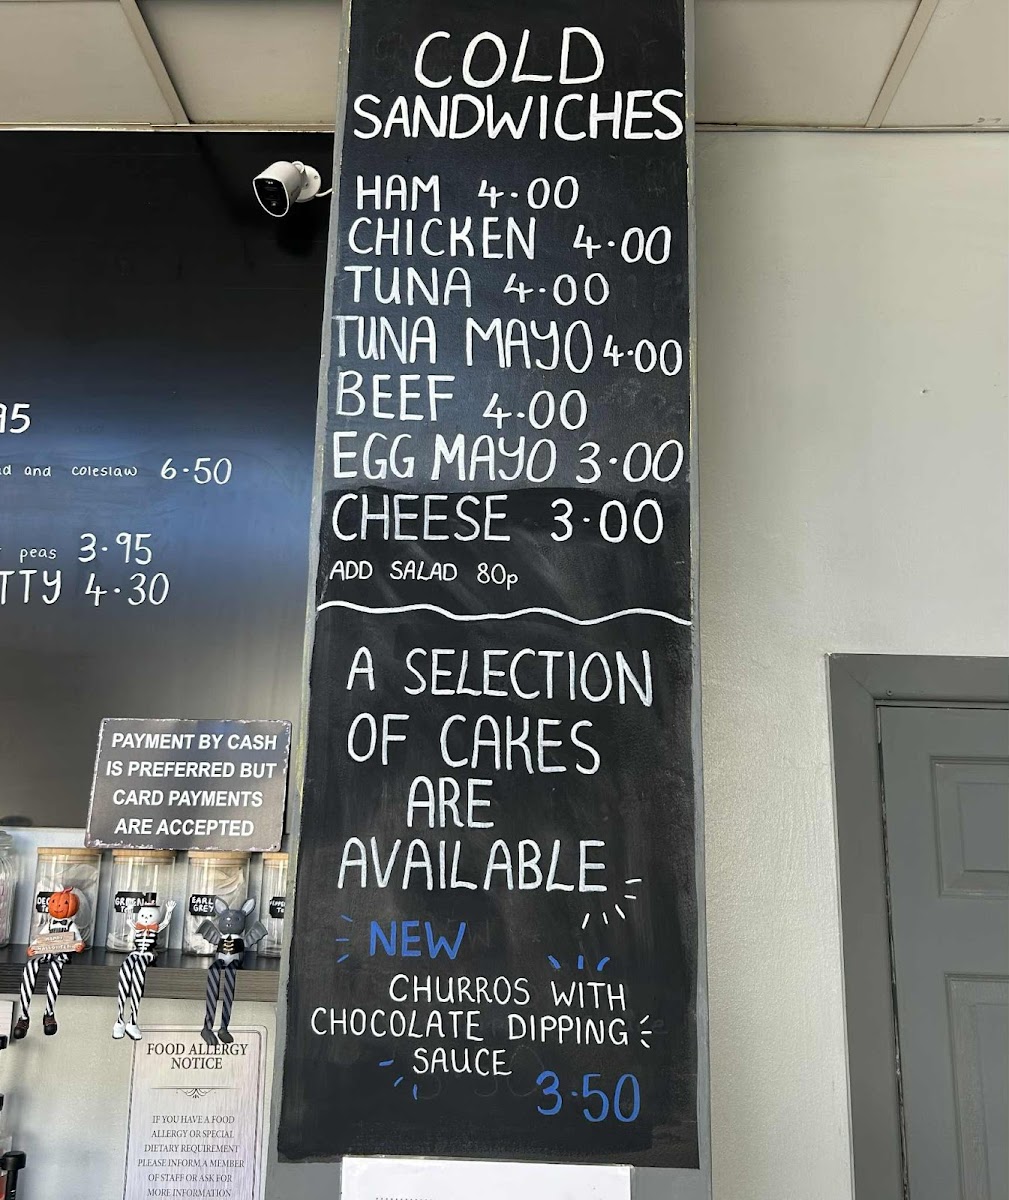 COLD
SANDWICHES
HAM 4.00
CHICKEN 4.00
TUNA 4.00
TUNA MAYO 4.00
BEEF 4.00
EGG MAYO 3.00
CHEESE 3.00
ADD SALAD 80p
A SELECTION
OF CAKES
ARE
AVAILABLE
NEW
CHURROS WITH
CHOCOLATE DIPPING
SAUCE
3.50
95
and coleslaw 6.50
peas 3.95
TTY 4.30
PAYMENT BY CASH
IS PREFERRED BUT
CARD PAYMENTS
ARE ACCEPTED
EARL
GREY
FOOD ALLERGY
NOTICE
IF YOU HAVE A FOOD
ALLERGY OR SPECIAL
DIETARY REQUIREMENT
PLEASE INFORM A MEMBER
OF STAFF OR ASK FOR
MORE INFORMATION